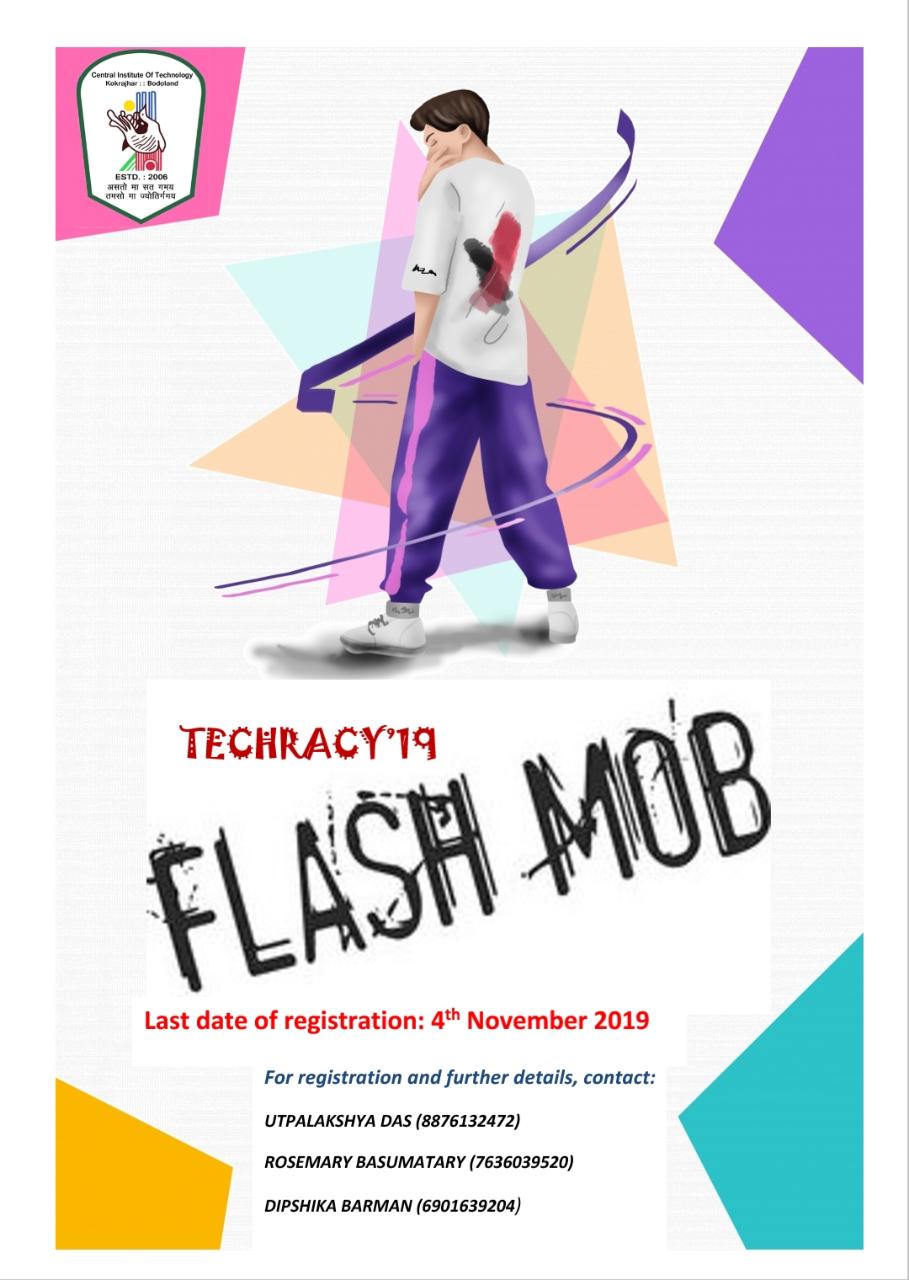 Central Institute Of Technology
Kokrajhar : : Bodoland
ESTD. : 2006
असतो मा सत गमय
तमसो मा ज्योतिर्गमय
TECHRACY'19
FLASH MOB
Last date of registration: 4th November 2019
For registration and further details, contact:
UTPALAKSHYA DAS (8876132472)
ROSEMARY BASUMATARY (7636039520)
DIPSHIKA BARMAN (6901639204)